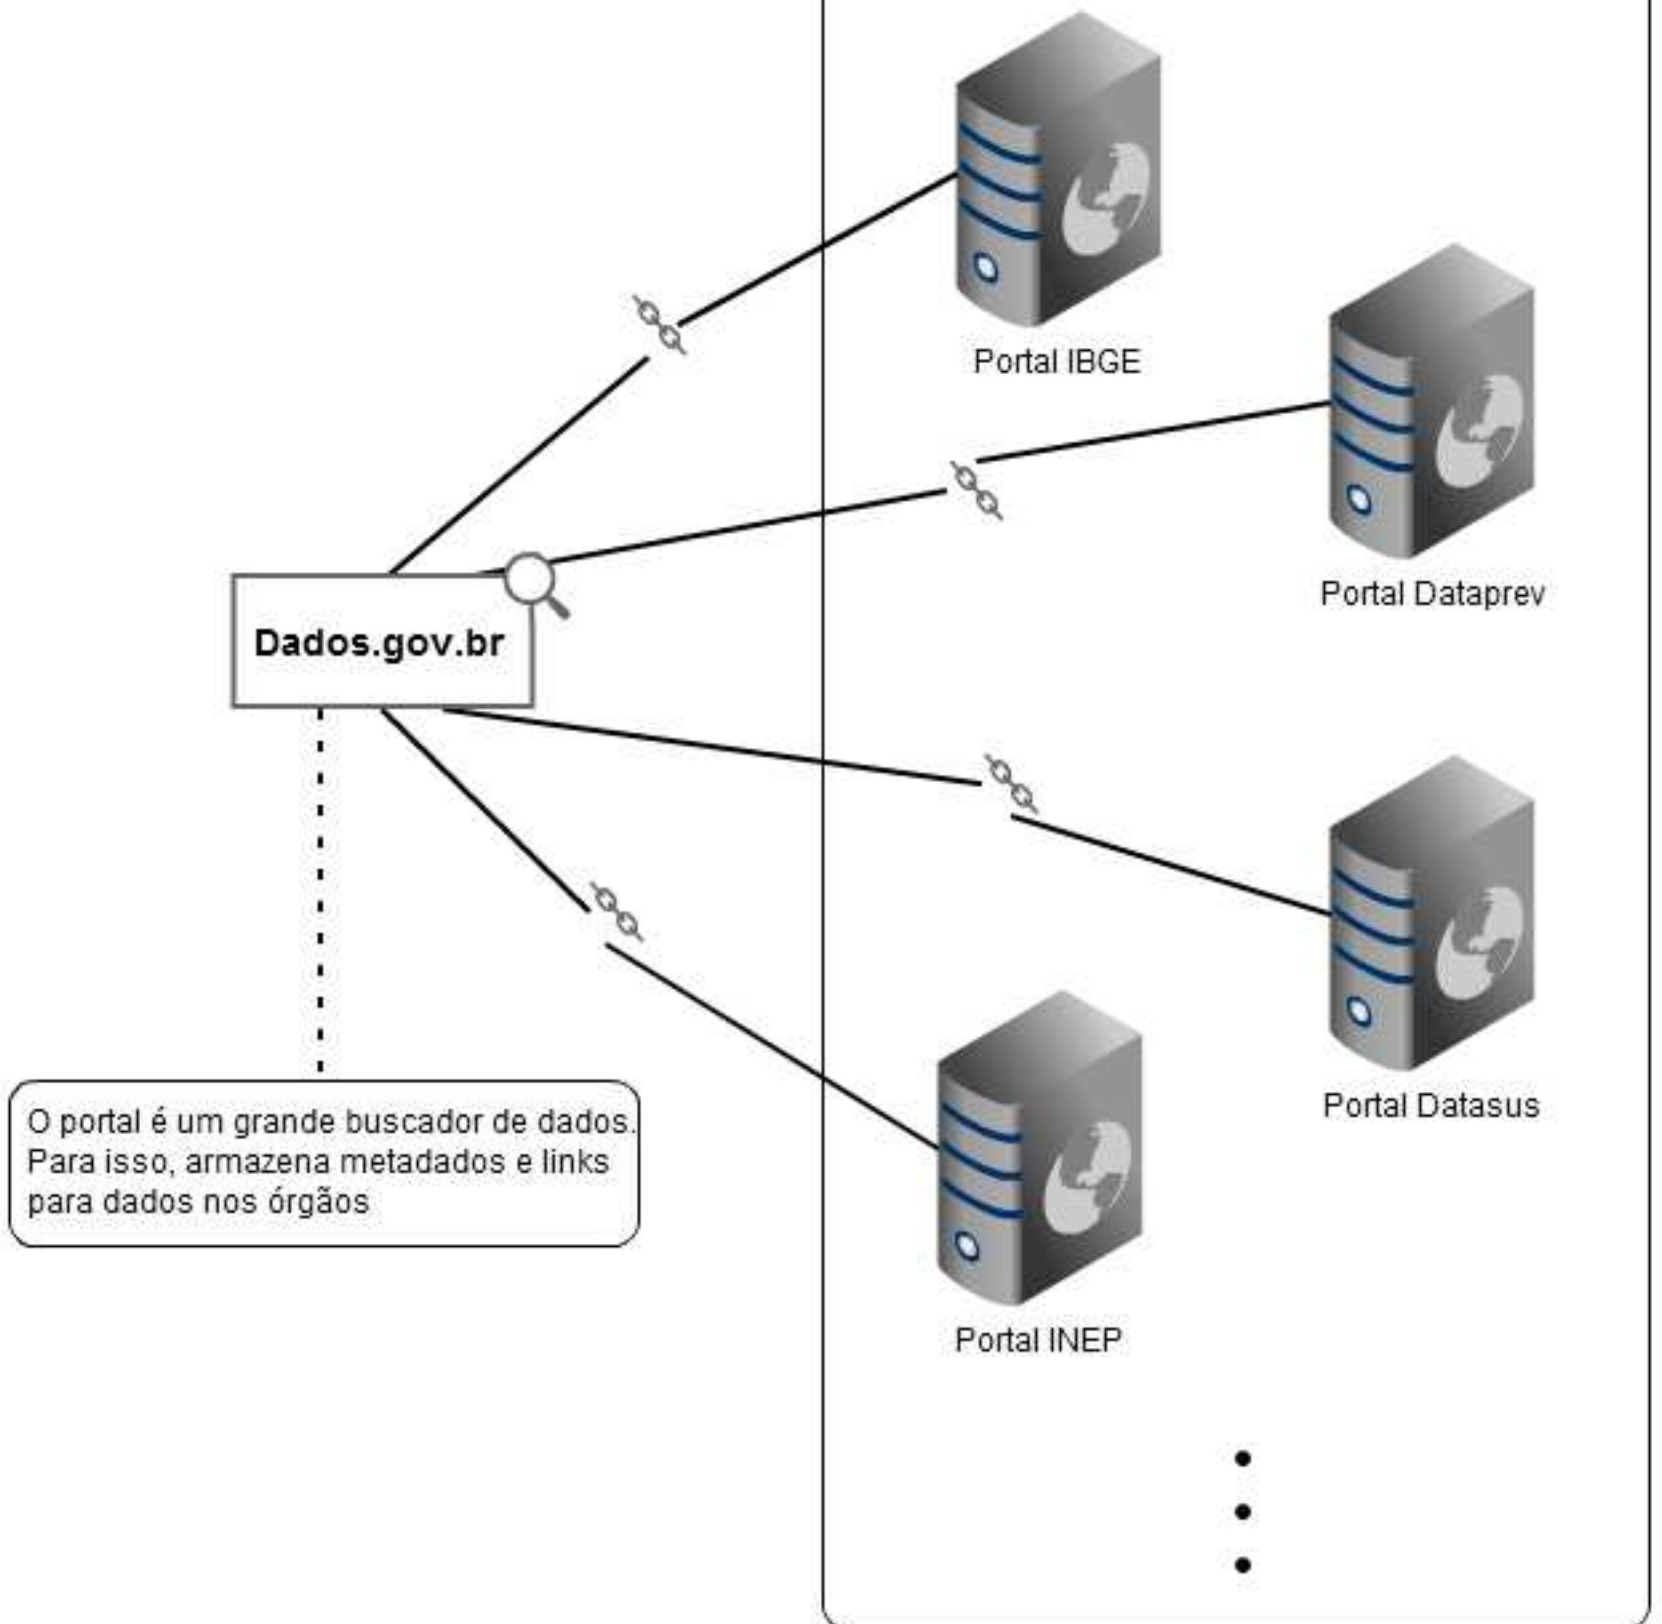 Portal IBGE
Portal Dataprev
Dados.gov.br
Portal Datasus
O portal é um grande buscador de dados.
Para isso, armazena metadados e links
para dados nos órgãos
Portal INEP